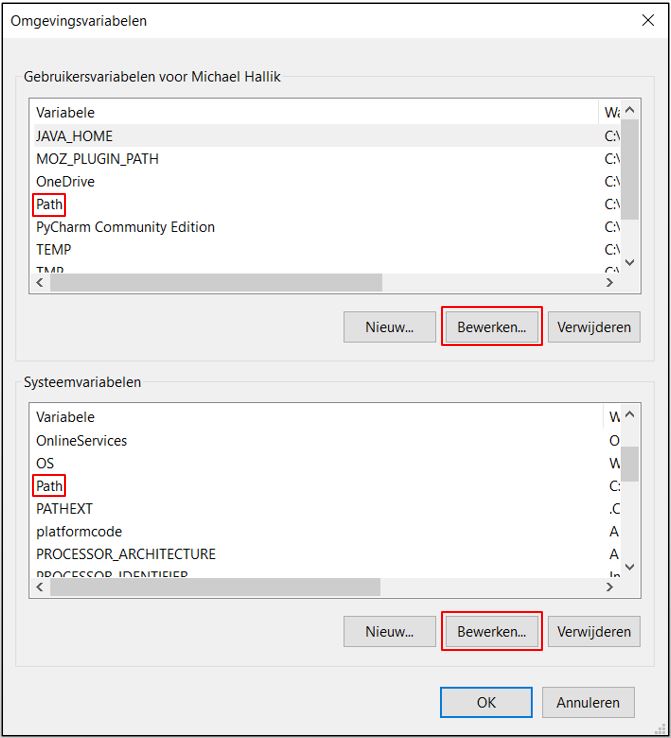 Omgevingsvariabelen
Gebruikersvariabelen voor Michael Hallik
Variabele Wa
JAVA_HOME C:\
MOZ_PLUGIN_PATH C:\
OneDrive C:\
Path C:\
PyCharm Community Edition C:\
TEMP C:\
TMP C:\
Nieuw... Bewerken... Verwijderen
Systeemvariabelen
Variabele W
OnlineServices O
OS W
Path C:
PATHEXT .C
platformcode A
PROCESSOR_ARCHITECTURE A
PROCESSOR_IDENTIFIER In
Nieuw... Bewerken... Verwijderen
OK Annuleren